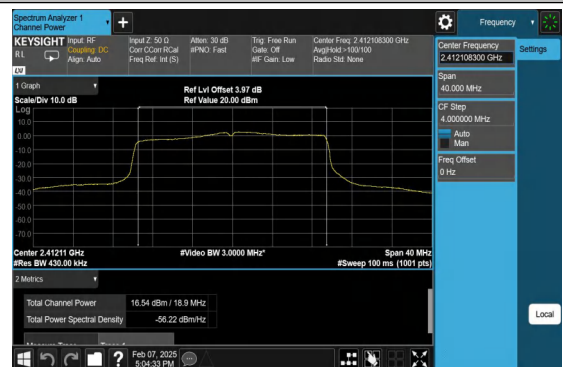 Spectrum Analyzer 1
Channel Power
+
Frequency
KEYSIGHT
RL
LXI
Input: RF
Coupling: DC
Align: Auto
Input Z: 50 Ω
Corr CCorr RCal
Freq Ref: Int (S)
Atten: 30 dB
#PNO: Fast
Trig: Free Run
Gate: Off
#IF Gain: Low
Center Freq: 2.412108300 GHz
Avg|Hold:>100/100
Radio Std: None
1 Graph
Scale/Div 10.0 dB
Ref Lvl Offset 3.97 dB
Ref Value 20.00 dBm
Log
10.0
0.00
-10.0
-20.0
-30.0
-40.0
-50.0
-60.0
-70.0
Center 2.41211 GHz
#Res BW 430.00 kHz
#Video BW 3.0000 MHz*
Span 40 MHz
#Sweep 100 ms (1001 pts)
2 Metrics
Total Channel Power 16.54 dBm / 18.9 MHz
Total Power Spectral Density -56.22 dBm/Hz
Feb 07, 2025
5:04:33 PM
?
Center Frequency
2.412108300 GHz
Span
40.000 MHz
CF Step
4.000000 MHz
Auto
Man
Freq Offset
0 Hz
Settings
Local